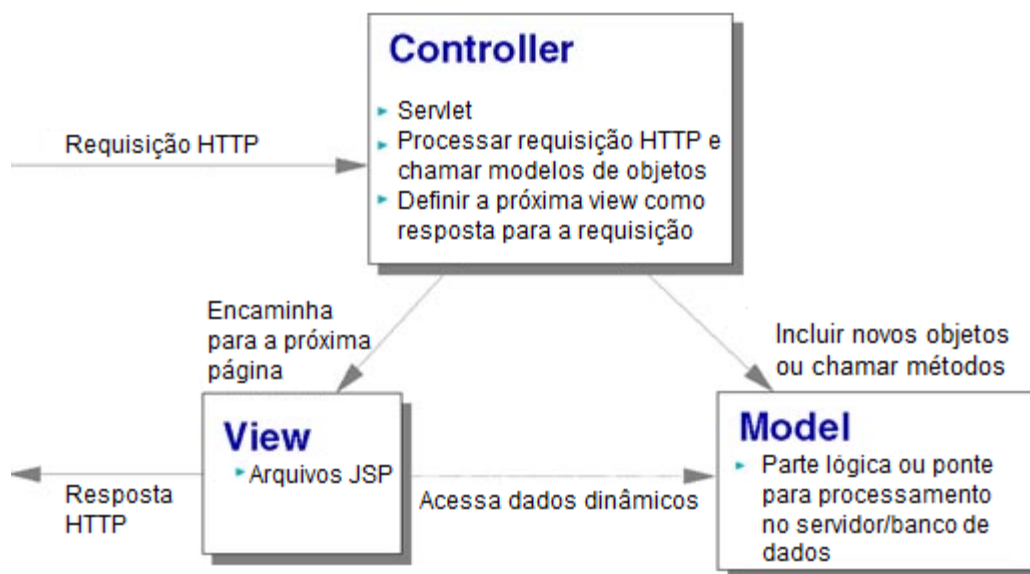 Controller
Servlet
Processar requisição HTTP e
chamar modelos de objetos
Definir a próxima view como
resposta para a requisição
Requisição HTTP
Encaminha
para a próxima
página
Incluir novos objetos
ou chamar métodos
View
Arquivos JSP
Resposta
HTTP
Acessa dados dinâmicos
Model
Parte lógica ou ponte
para processamento
no servidor/banco de
dados